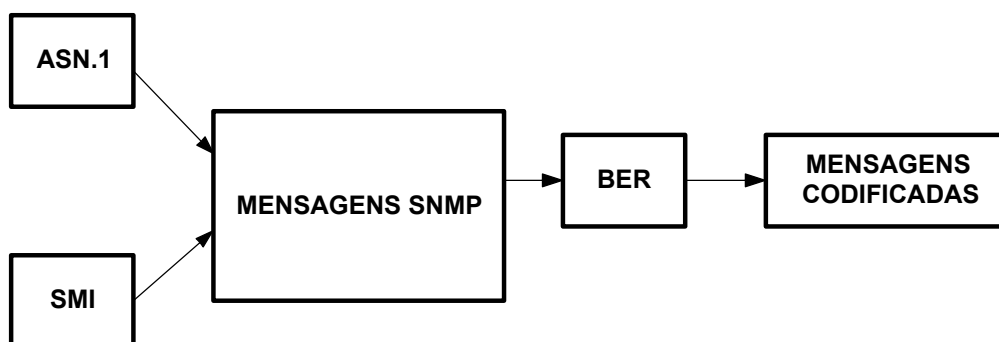 ASN.1
MENSAGENS SNMP
BER
MENSAGENS
CODIFICADAS
SMI